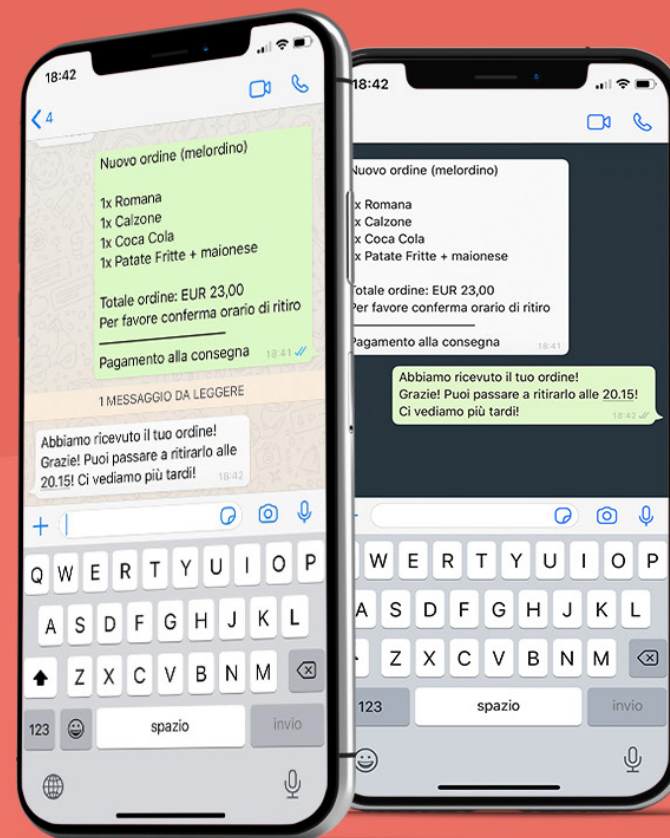 18:42
4
Nuovo ordine (melordino)
1x Romana
1x Calzone
1x Coca Cola
1x Patate Fritte + maionese
Totale ordine: EUR 23,00
Per favore conferma orario di ritiro
Pagamento alla consegna 18:41
1 MESSAGGIO DA LEGGERE
Abbiamo ricevuto il tuo ordine!
Grazie! Puoi passare a ritirarlo alle
20.15! Ci vediamo più tardi! 18:42
Q W E R T Y U I O P
A S D F G H J K L
Z X C V B N M
123 spazio invio
18:42
Nuovo ordine (melordino)
x Romana
x Calzone
x Coca Cola
x Patate Fritte + maionese
Totale ordine: EUR 23,00
Per favore conferma orario di ritiro
Pagamento alla consegna 18:41
Abbiamo ricevuto il tuo ordine!
Grazie! Puoi passare a ritirarlo alle 20.15!
Ci vediamo più tardi! 18:42
W E R T Y U I O P
A S D F G H J K L
Z X C V B N M
123 spazio invio